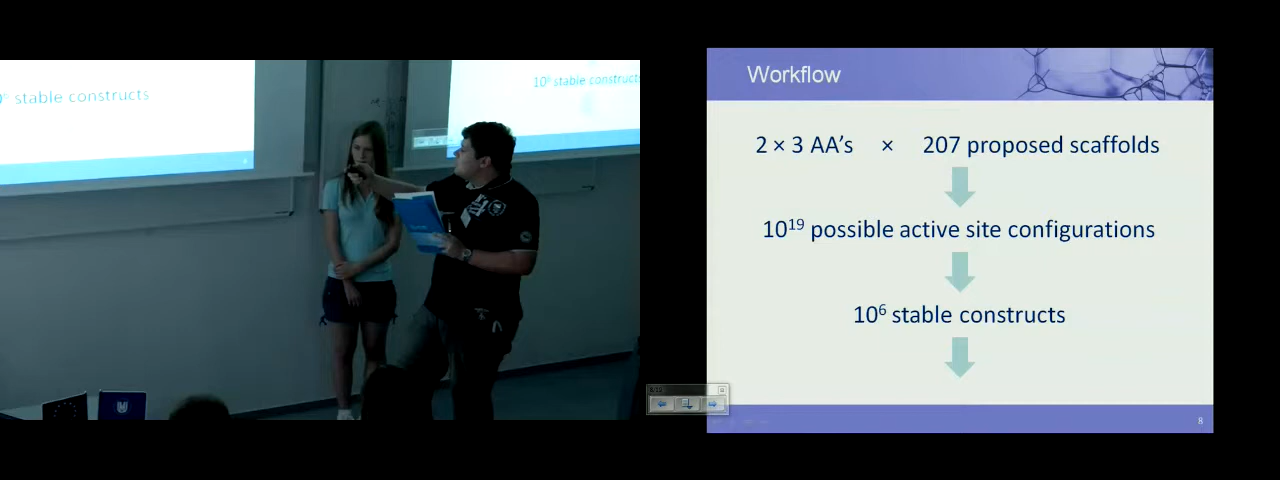 6 stable constructs
10⁶ stable constructs
Workflow
2 × 3 AA's × 207 proposed scaffolds
10¹⁹ possible active site configurations
10⁶ stable constructs
8